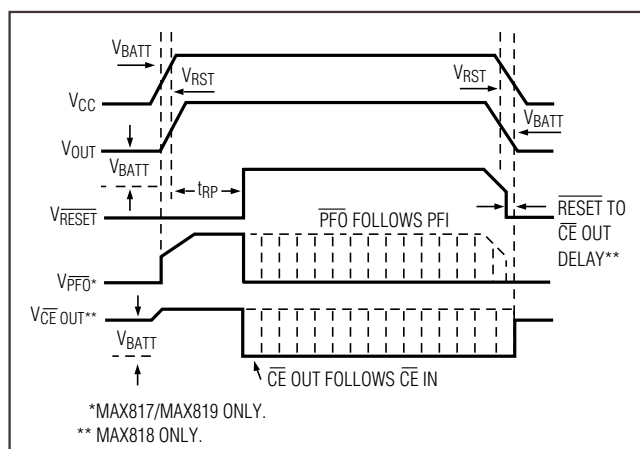 VBATT
VRST
VRST
VCC
VBATT
VOUT
VBATT
tRP
VRESET
PFO FOLLOWS PFI
RESET TO
CE OUT
DELAY**
VPFO*
VCE OUT**
VBATT
CE OUT FOLLOWS CE IN
*MAX817/MAX819 ONLY.
** MAX818 ONLY.